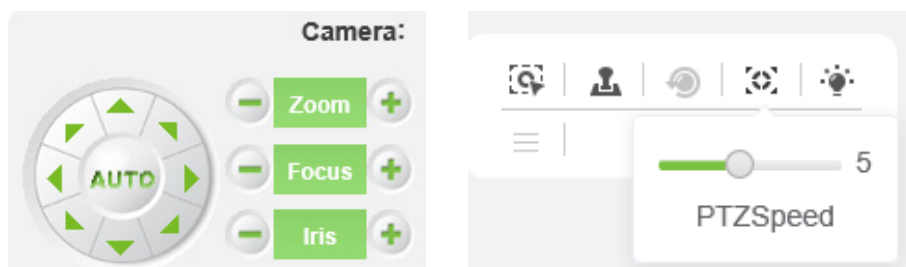 Camera:
Zoom
AUTO
Focus
Iris
5
PTZSpeed